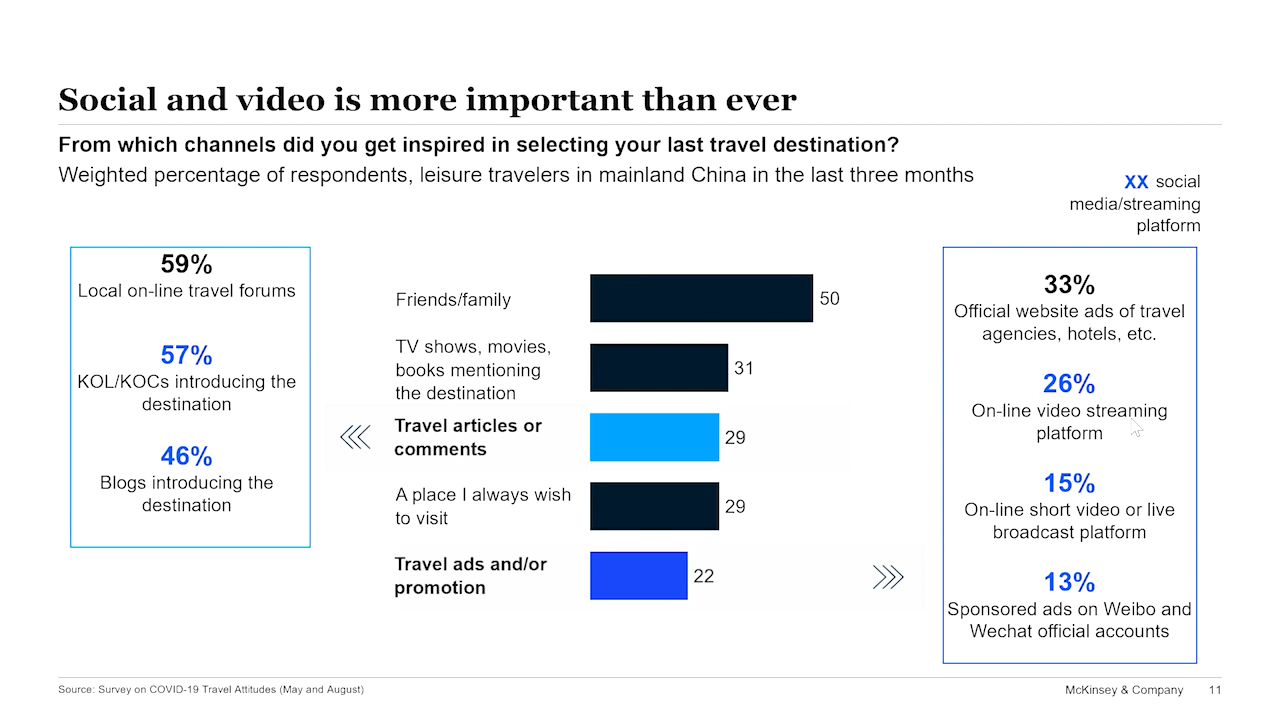 Social and video is more important than ever
From which channels did you get inspired in selecting your last travel destination?
Weighted percentage of respondents, leisure travelers in mainland China in the last three months
XX social
media/streaming
platform
59%
Local on-line travel forums
57%
KOL/KOCs introducing the
destination
46%
Blogs introducing the
destination
Friends/family
50
TV shows, movies,
books mentioning
the destination
31
Travel articles or
comments
29
A place I always wish
to visit
29
Travel ads and/or
promotion
22
33%
Official website ads of travel
agencies, hotels, etc.
26%
On-line video streaming
platform
15%
On-line short video or live
broadcast platform
13%
Sponsored ads on Weibo and
Wechat official accounts
Source: Survey on COVID-19 Travel Attitudes (May and August)
McKinsey & Company 11